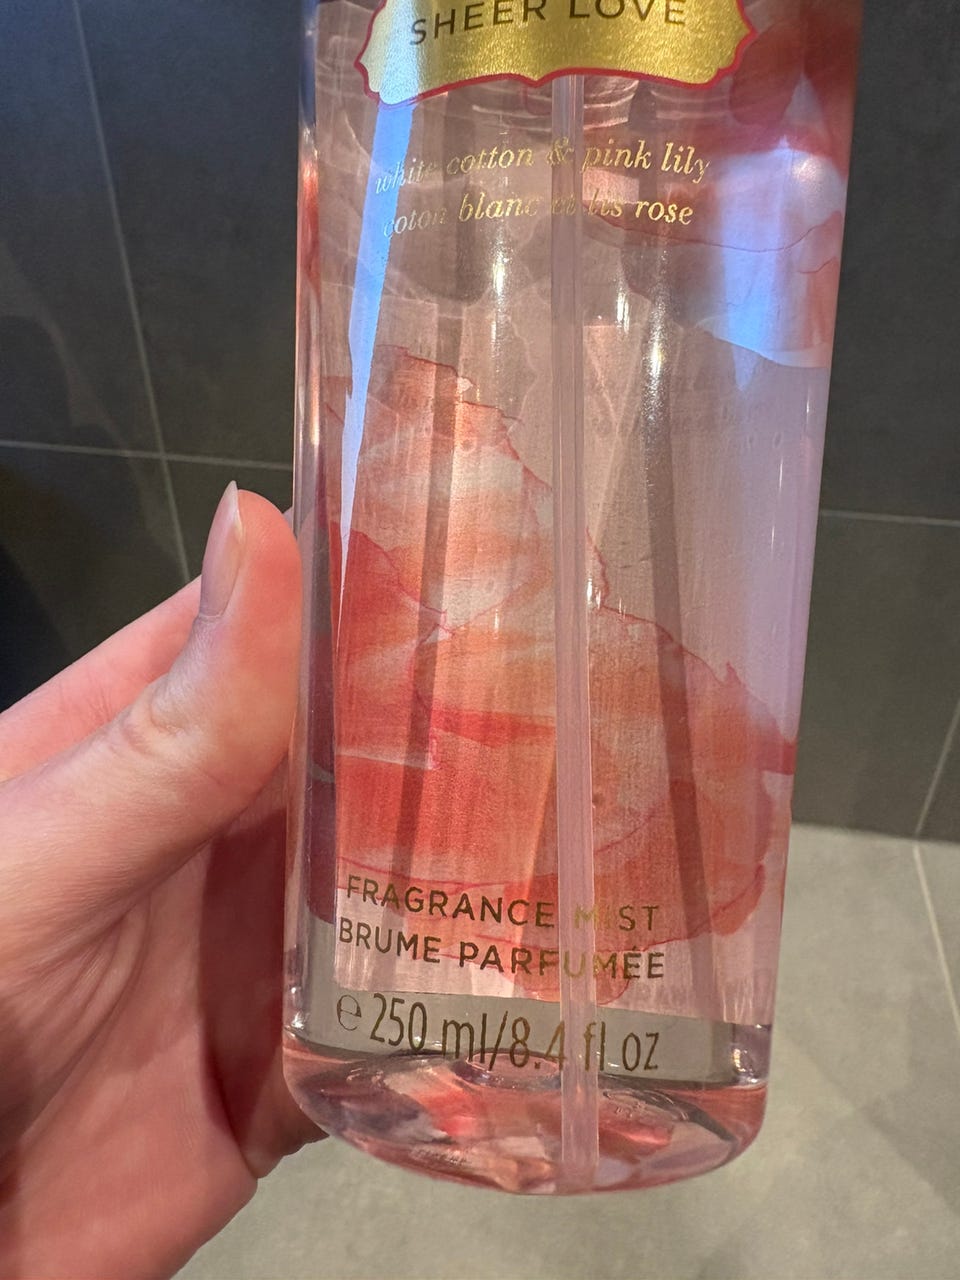 SHEER LOVE
white cotton & pink lily
coton blanc et lis rose
FRAGRANCE MIST
BRUME PARFUMÉE
℮ 250 ml/8.4 fl oz